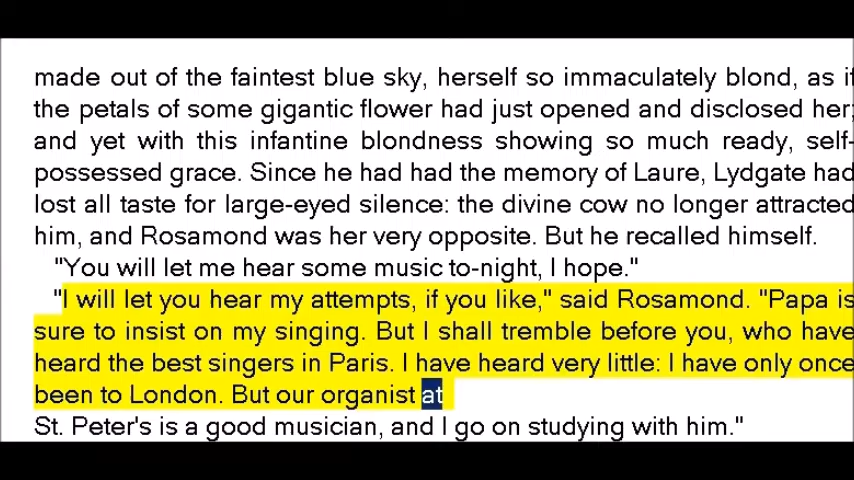 made out of the faintest blue sky, herself so immaculately blond, as if
the petals of some gigantic flower had just opened and disclosed her;
and yet with this infantine blondness showing so much ready, self-
possessed grace. Since he had had the memory of Laure, Lydgate had
lost all taste for large-eyed silence: the divine cow no longer attracted
him, and Rosamond was her very opposite. But he recalled himself.
"You will let me hear some music to-night, I hope."
"I will let you hear my attempts, if you like," said Rosamond. "Papa is
sure to insist on my singing. But I shall tremble before you, who have
heard the best singers in Paris. I have heard very little: I have only once
been to London. But our organist at
St. Peter's is a good musician, and I go on studying with him."